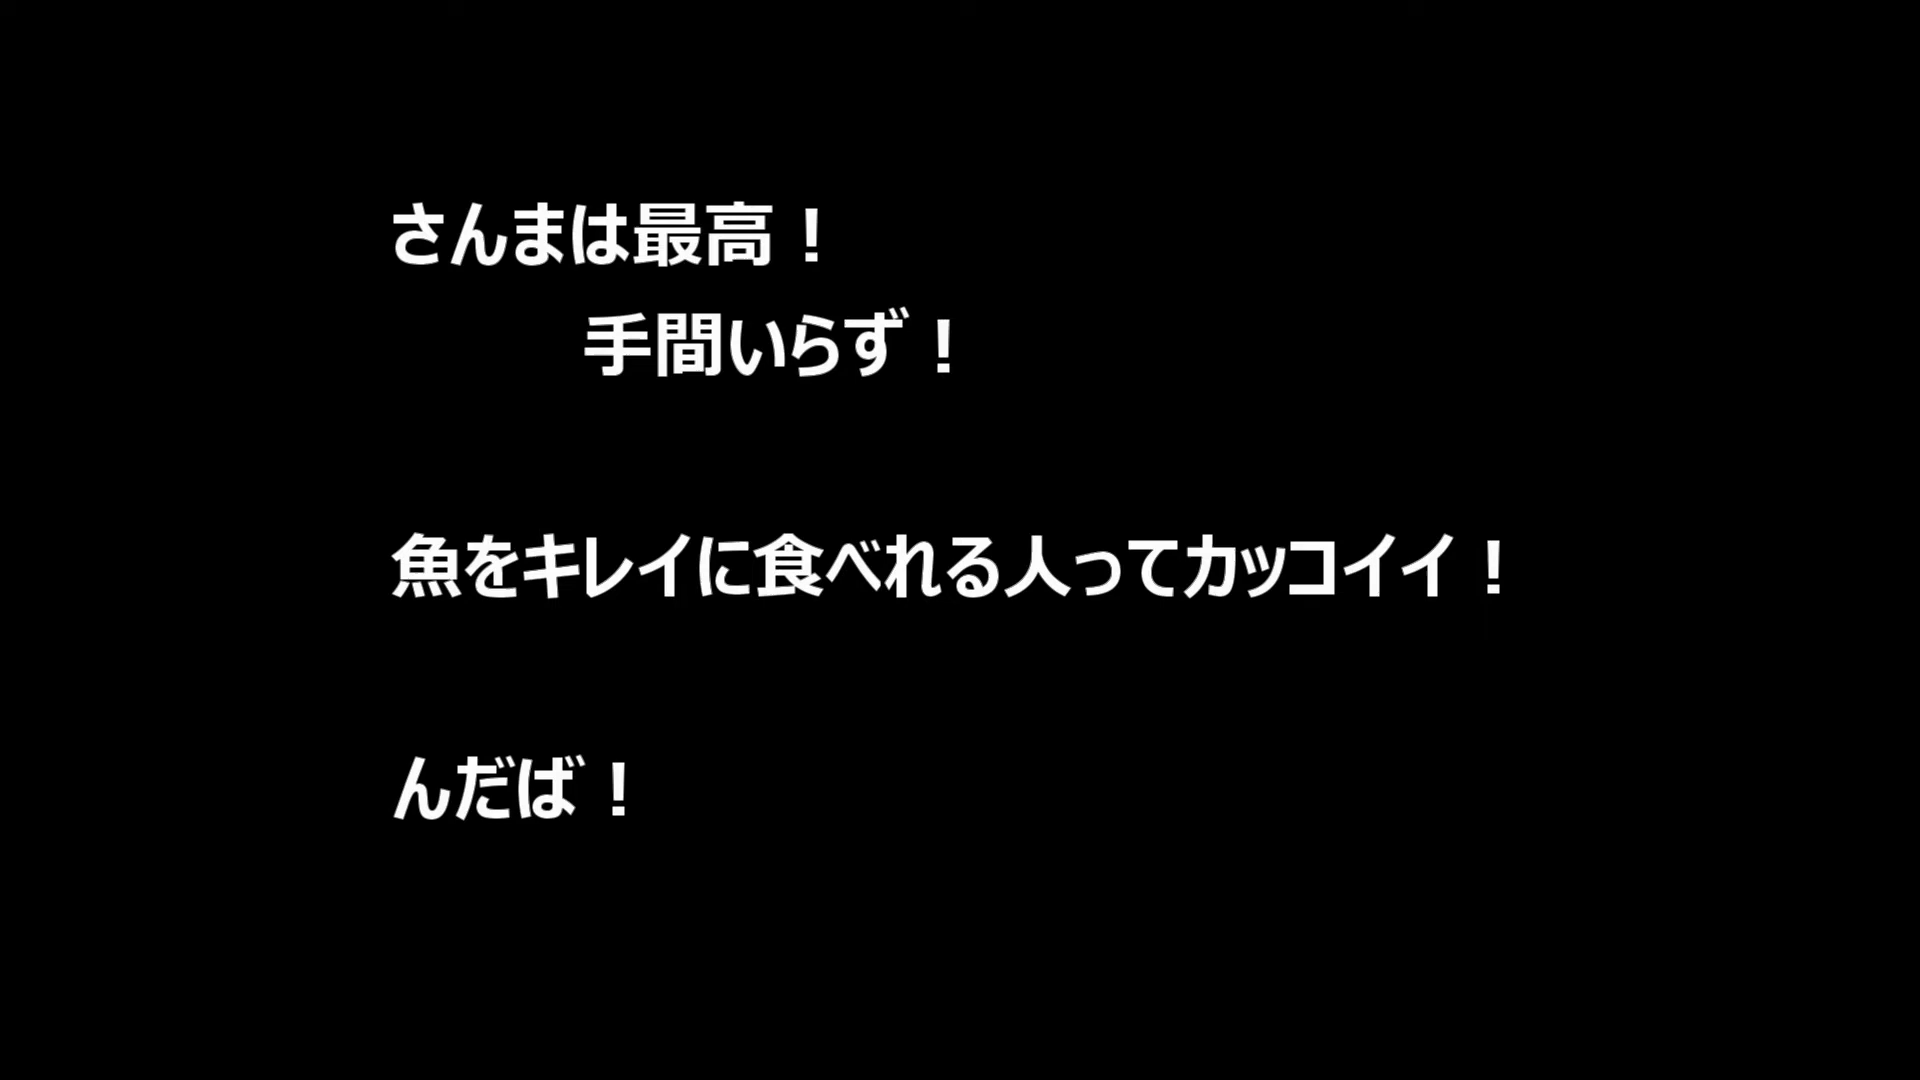 さんまは最高！
手間いらず！
魚をキレイに食べれる人ってカッコイイ！
んだば！